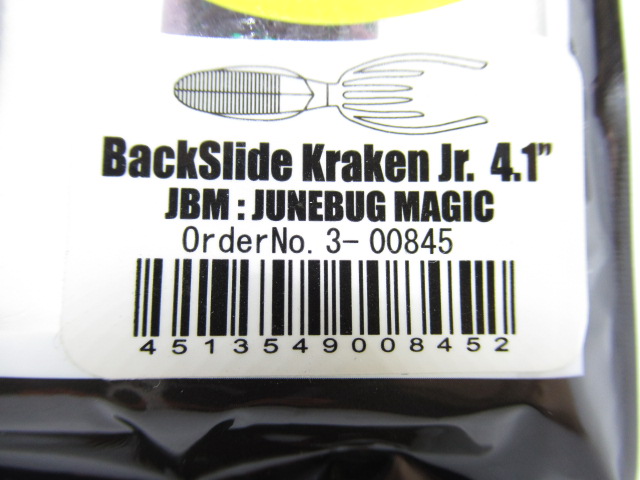 BackSlide Kraken Jr. 4.1”
JBM : JUNEBUG MAGIC
OrderNo. 3- 00845
4513549008452